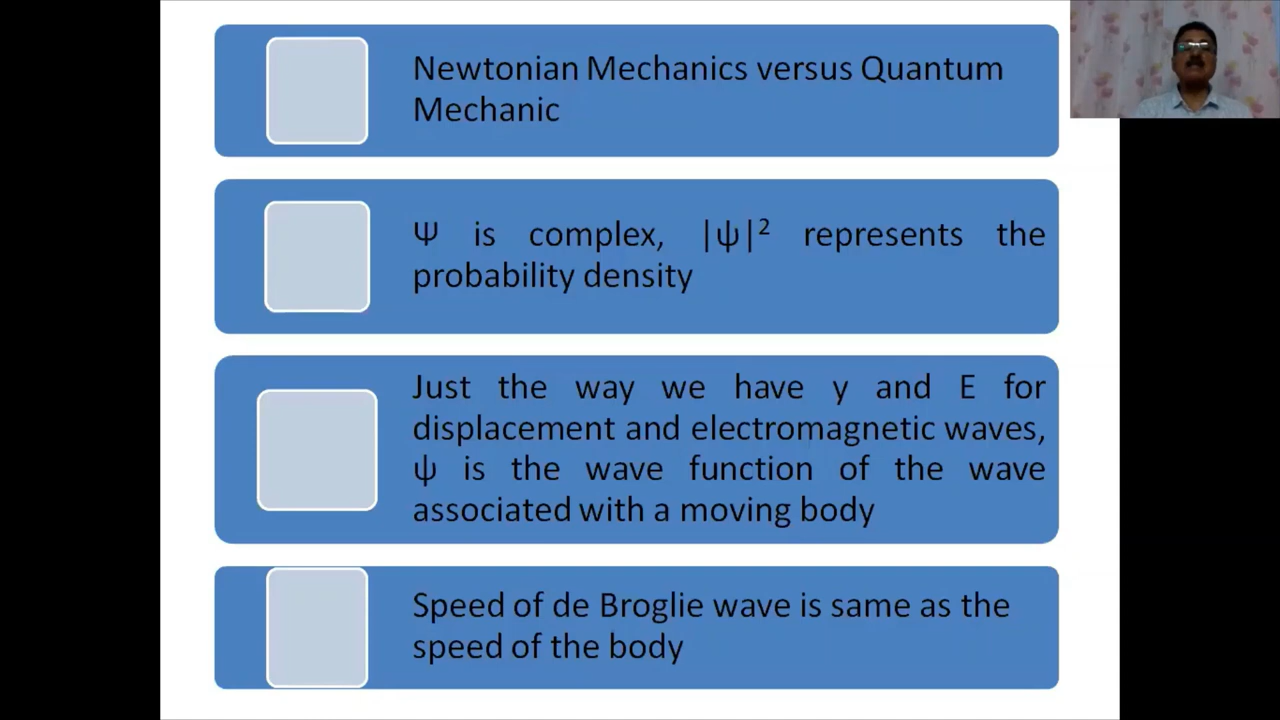 Newtonian Mechanics versus Quantum
Mechanic
Ψ is complex, |ψ|² represents the
probability density
Just the way we have y and E for
displacement and electromagnetic waves,
ψ is the wave function of the wave
associated with a moving body
Speed of de Broglie wave is same as the
speed of the body